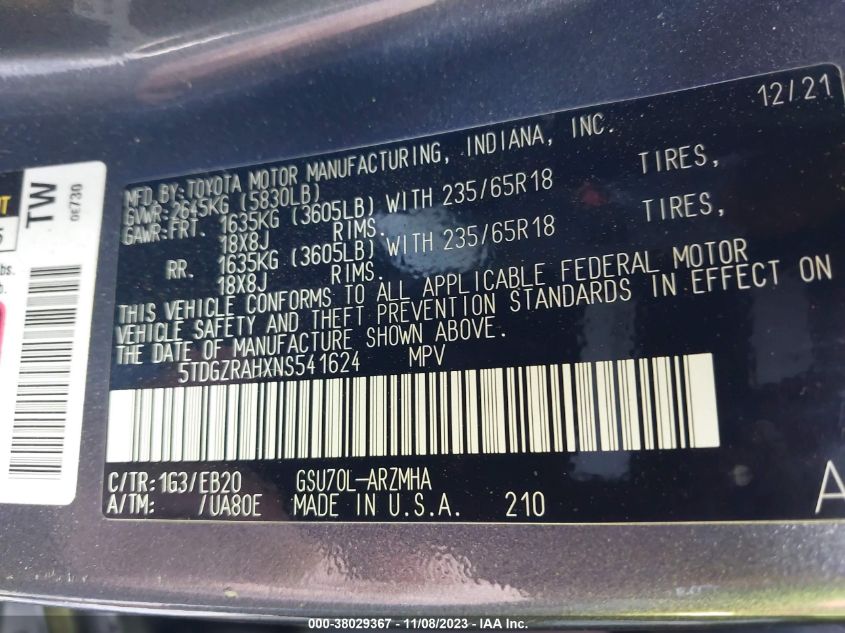 12/21
MFD.BY:TOYOTA MOTOR MANUFACTURING, INDIANA, INC.
GVWR:2645KG (5830LB)
GAWR:FRT. 1635KG (3605LB) WITH 235/65R18 TIRES,
18X8J RIMS.
RR. 1635KG (3605LB) WITH 235/65R18 TIRES,
18X8J RIMS.
THIS VEHICLE CONFORMS TO ALL APPLICABLE FEDERAL MOTOR
VEHICLE SAFETY AND THEFT PREVENTION STANDARDS IN EFFECT ON
THE DATE OF MANUFACTURE SHOWN ABOVE.
5TDGZRAHXNS541624 MPV
C/TR:1G3/EB20 GSU70L-ARZMHA
A/TM: /UA80E MADE IN U.S.A. 210
A
TW
0E730
000-38029367 - 11/08/2023 - IAA Inc.